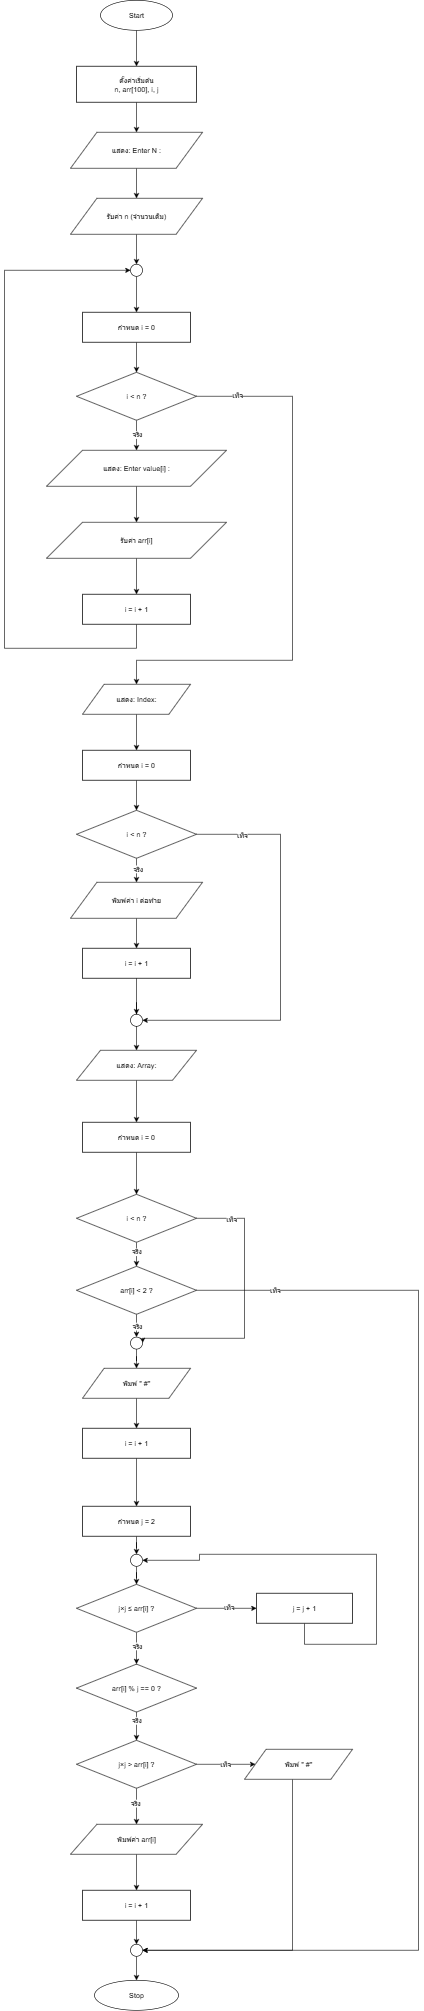 Start
ตั้งค่าเริ่มต้น
n, arr[100], i, j
แสดง: Enter N :
รับค่า n (จำนวนเต็ม)
กำหนด i = 0
i < n ?
เท็จ
จริง
แสดง: Enter value[i] :
รับค่า arr[i]
i = i + 1
แสดง: Index:
กำหนด i = 0
i < n ?
เท็จ
จริง
พิมพ์ค่า i ต่อท้าย
i = i + 1
แสดง: Array:
กำหนด i = 0
i < n ?
เท็จ
จริง
arr[i] < 2 ?
เท็จ
จริง
พิมพ์ " #"
i = i + 1
กำหนด j = 2
j×j ≤ arr[i] ?
เท็จ
j = j + 1
จริง
arr[i] % j == 0 ?
จริง
j×j > arr[i] ?
เท็จ
พิมพ์ " #"
จริง
พิมพ์ค่า arr[i]
i = i + 1
Stop